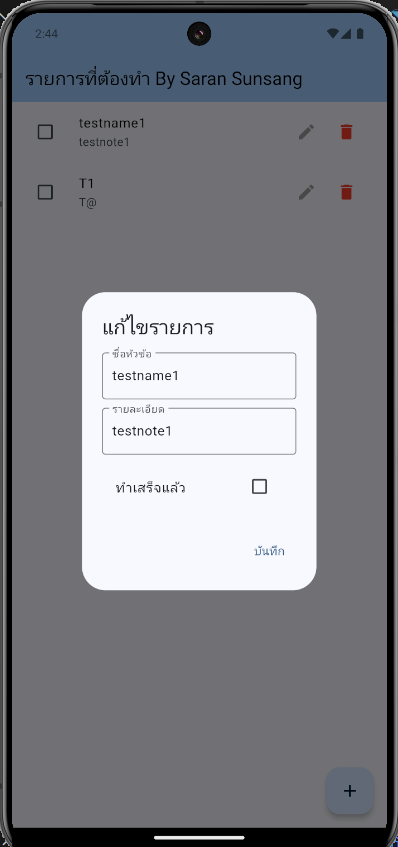 2:44
รายการที่ต้องทำ By Saran Sunsang
testname1
testnote1
T1
T@
แก้ไขรายการ
ชื่อหัวข้อ
testname1
รายละเอียด
testnote1
ทำเสร็จแล้ว
บันทึก